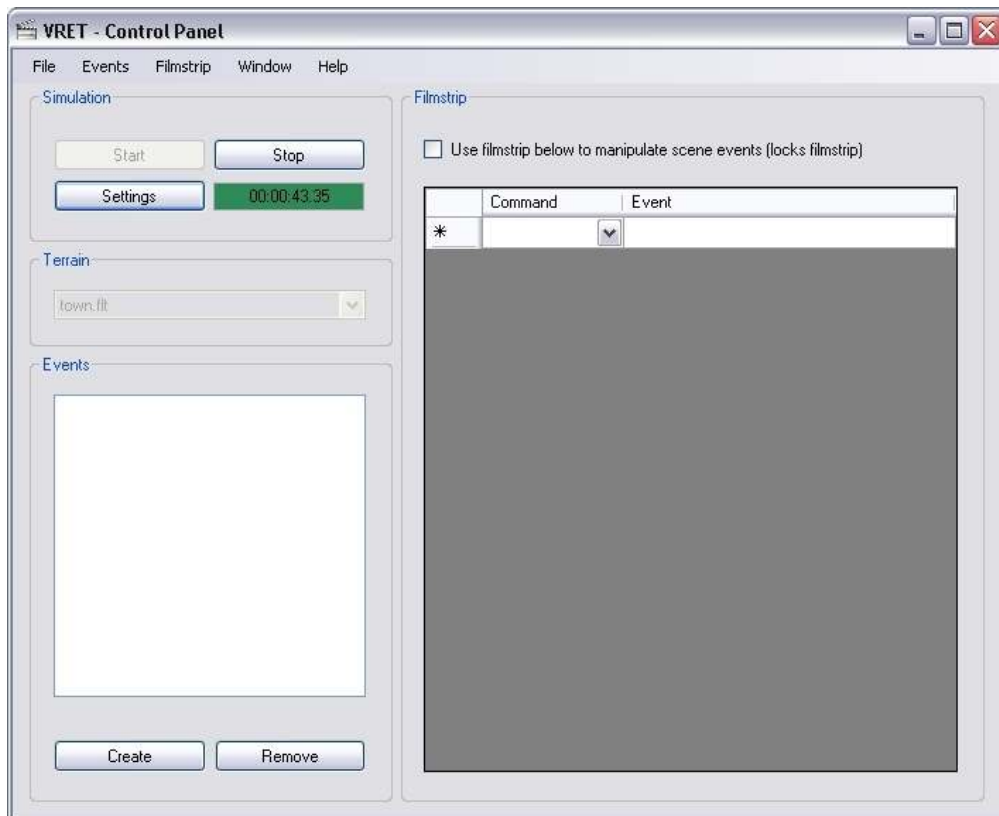 VRET - Control Panel
File Events Filmstrip Window Help
Simulation
Start Stop
Settings 00:00:43.35
Terrain
town.flt
Events
Create Remove
Filmstrip
Use filmstrip below to manipulate scene events (locks filmstrip)
Command Event
*